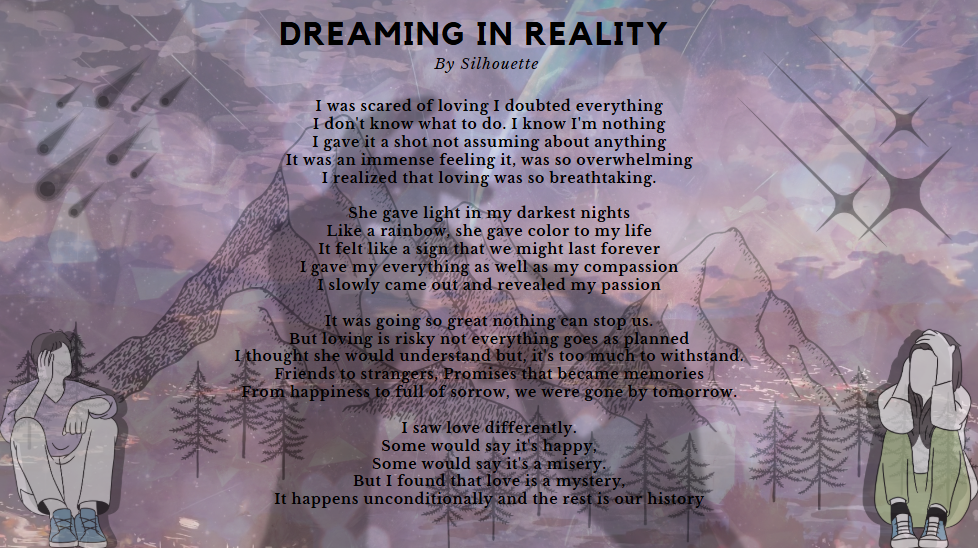 DREAMING IN REALITY
By Silhouette
I was scared of loving I doubted everything
I don't know what to do. I know I'm nothing
I gave it a shot not assuming about anything
It was an immense feeling it, was so overwhelming
I realized that loving was so breathtaking.
She gave light in my darkest nights
Like a rainbow, she gave color to my life
It felt like a sign that we might last forever
I gave my everything as well as my compassion
I slowly came out and revealed my passion
It was going so great nothing can stop us.
But loving is risky not everything goes as planned
I thought she would understand but, it's too much to withstand.
Friends to strangers, Promises that became memories
From happiness to full of sorrow, we were gone by tomorrow.
I saw love differently.
Some would say it's happy,
Some would say it's a misery.
But I found that love is a mystery,
It happens unconditionally and the rest is our history